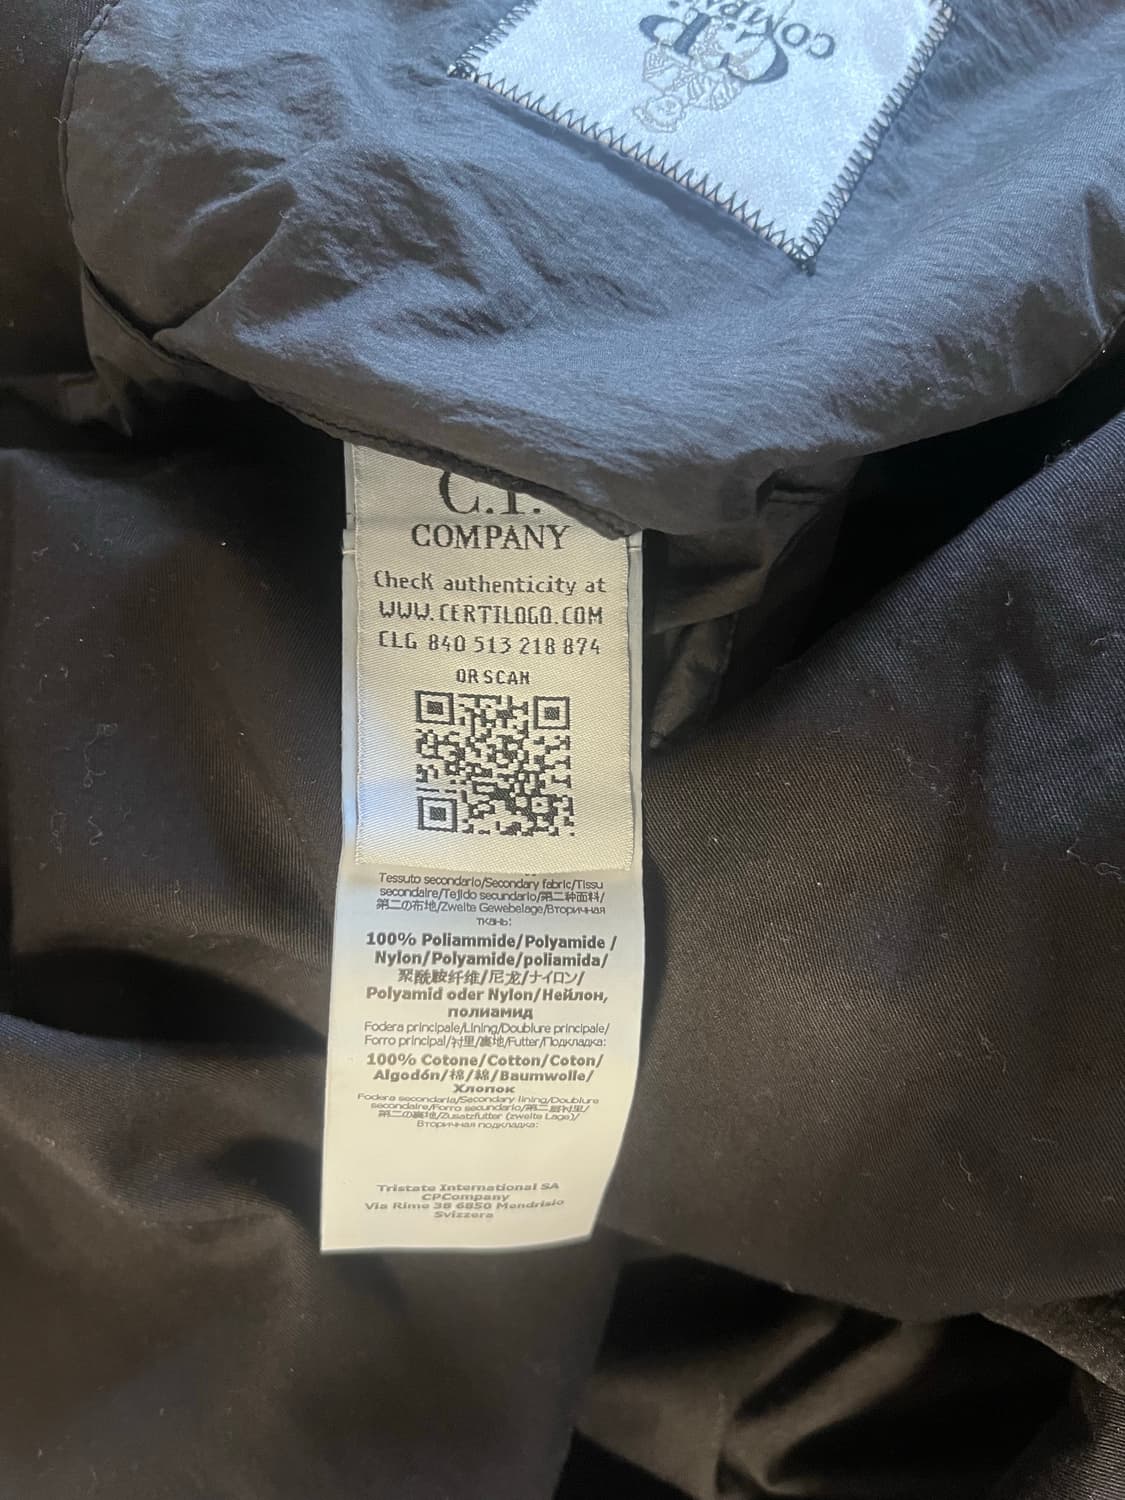 C.P.
COMPANY
C.P.
COMPANY
Check authenticity at
WWW.CERTILOGO.COM
CLG 840 513 218 874
OR SCAN
Tessuto secondario/Secondary fabric/Tissu
secondaire/Tejido secundario/第二种面料/
第二の布地/Zweite Gewebelage/Вторичная
ткань:
100% Poliammide/Polyamide /
Nylon/Polyamide/poliamida/
聚酰胺纤维/尼龙/ナイロン/
Polyamid oder Nylon/Нейлон,
полиамид
Fodera principale/Lining/Doublure principale/
Forro principal/衬里/裏地/Futter/Подкладка:
100% Cotone/Cotton/Coton/
Algodón/棉/綿/Baumwolle/
Хлопок
Fodera secondaria/Secondary lining/Doublure
secondaire/Forro secundario/第二层衬里/
第二の裏地/Zusatzfutter (zweite Lage)/
Вторичная подкладка:
Tristate International SA
CPCompany
Via Rime 38 6850 Mendrisio
Svizzera